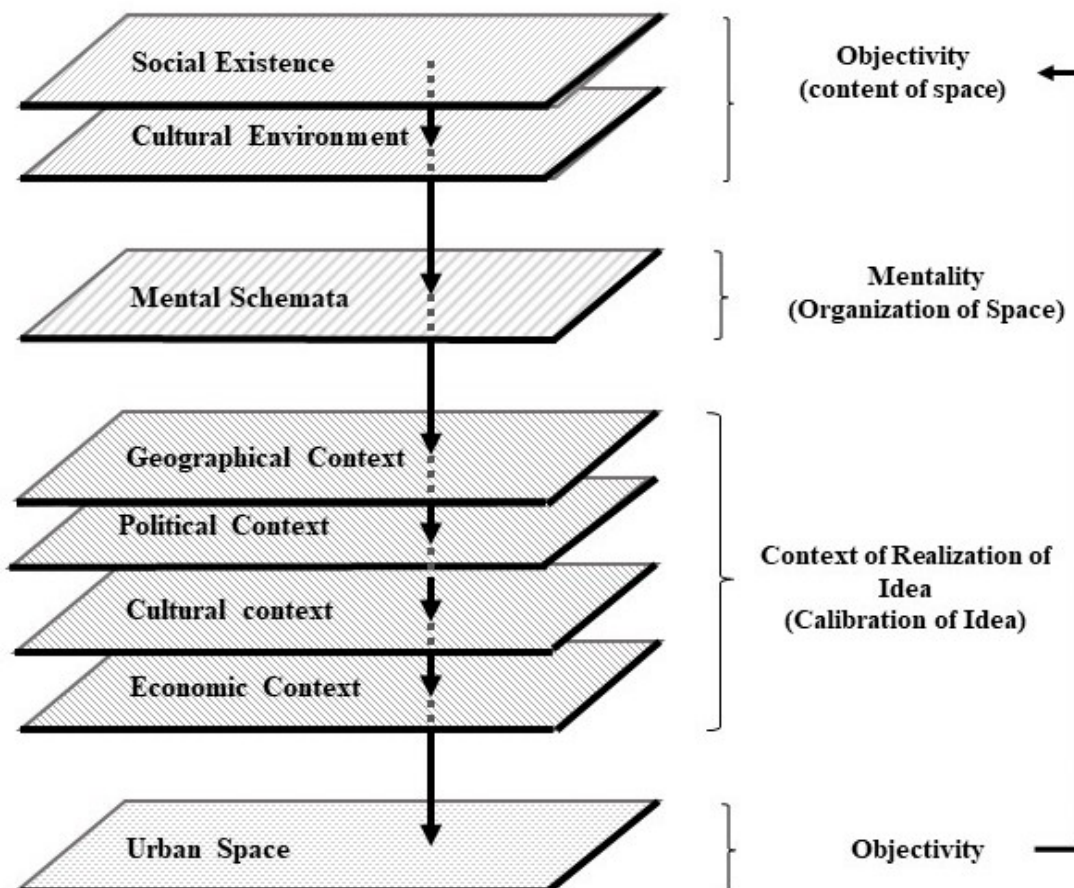 Social Existence
Objectivity
(content of space)
Cultural Environment
Mental Schemata
Mentality
(Organization of Space)
Geographical Context
Political Context
Cultural context
Economic Context
Context of Realization of
Idea
(Calibration of Idea)
Urban Space
Objectivity